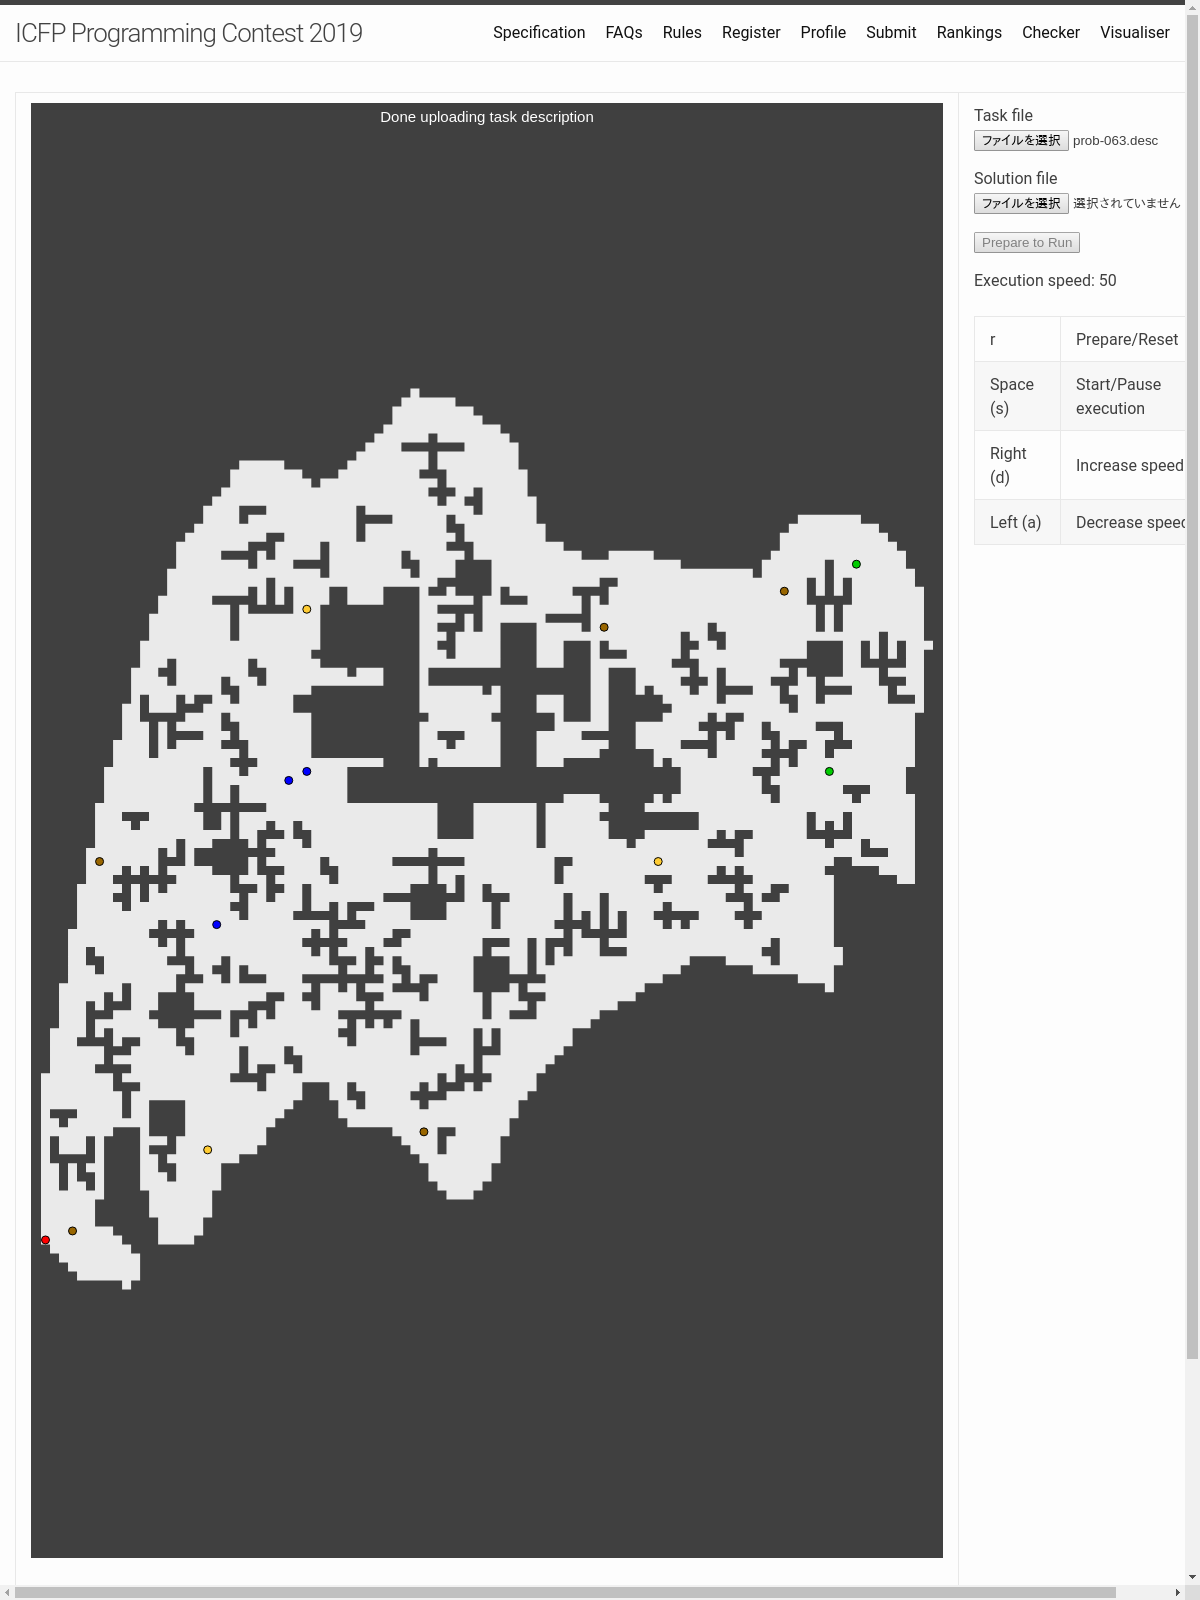 ICFP Programming Contest 2019
Specification FAQs Rules Register Profile Submit Rankings Checker Visualiser
Done uploading task description
Task file
ファイルを選択 prob-063.desc
Solution file
ファイルを選択 選択されていません
Prepare to Run
Execution speed: 50
r Prepare/Reset
Space (s) Start/Pause execution
Right (d) Increase speed
Left (a) Decrease speed